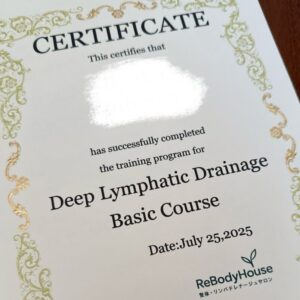 CERTIFICATE
This certifies that
has successfully completed
the training program for
Deep Lymphatic Drainage
Basic Course
Date:July 25,2025
ReBodyHouse
整体・リンパドレナージュサロン